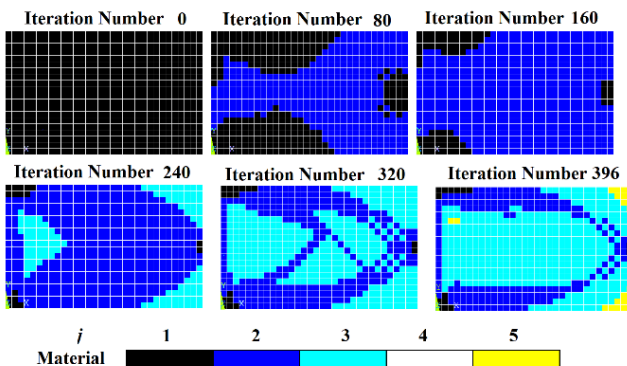 Iteration Number 0 Iteration Number 80 Iteration Number 160
Y X Y X Y X
Iteration Number 240 Iteration Number 320 Iteration Number 396
Y X Y X Y X
j 1 2 3 4 5
Material